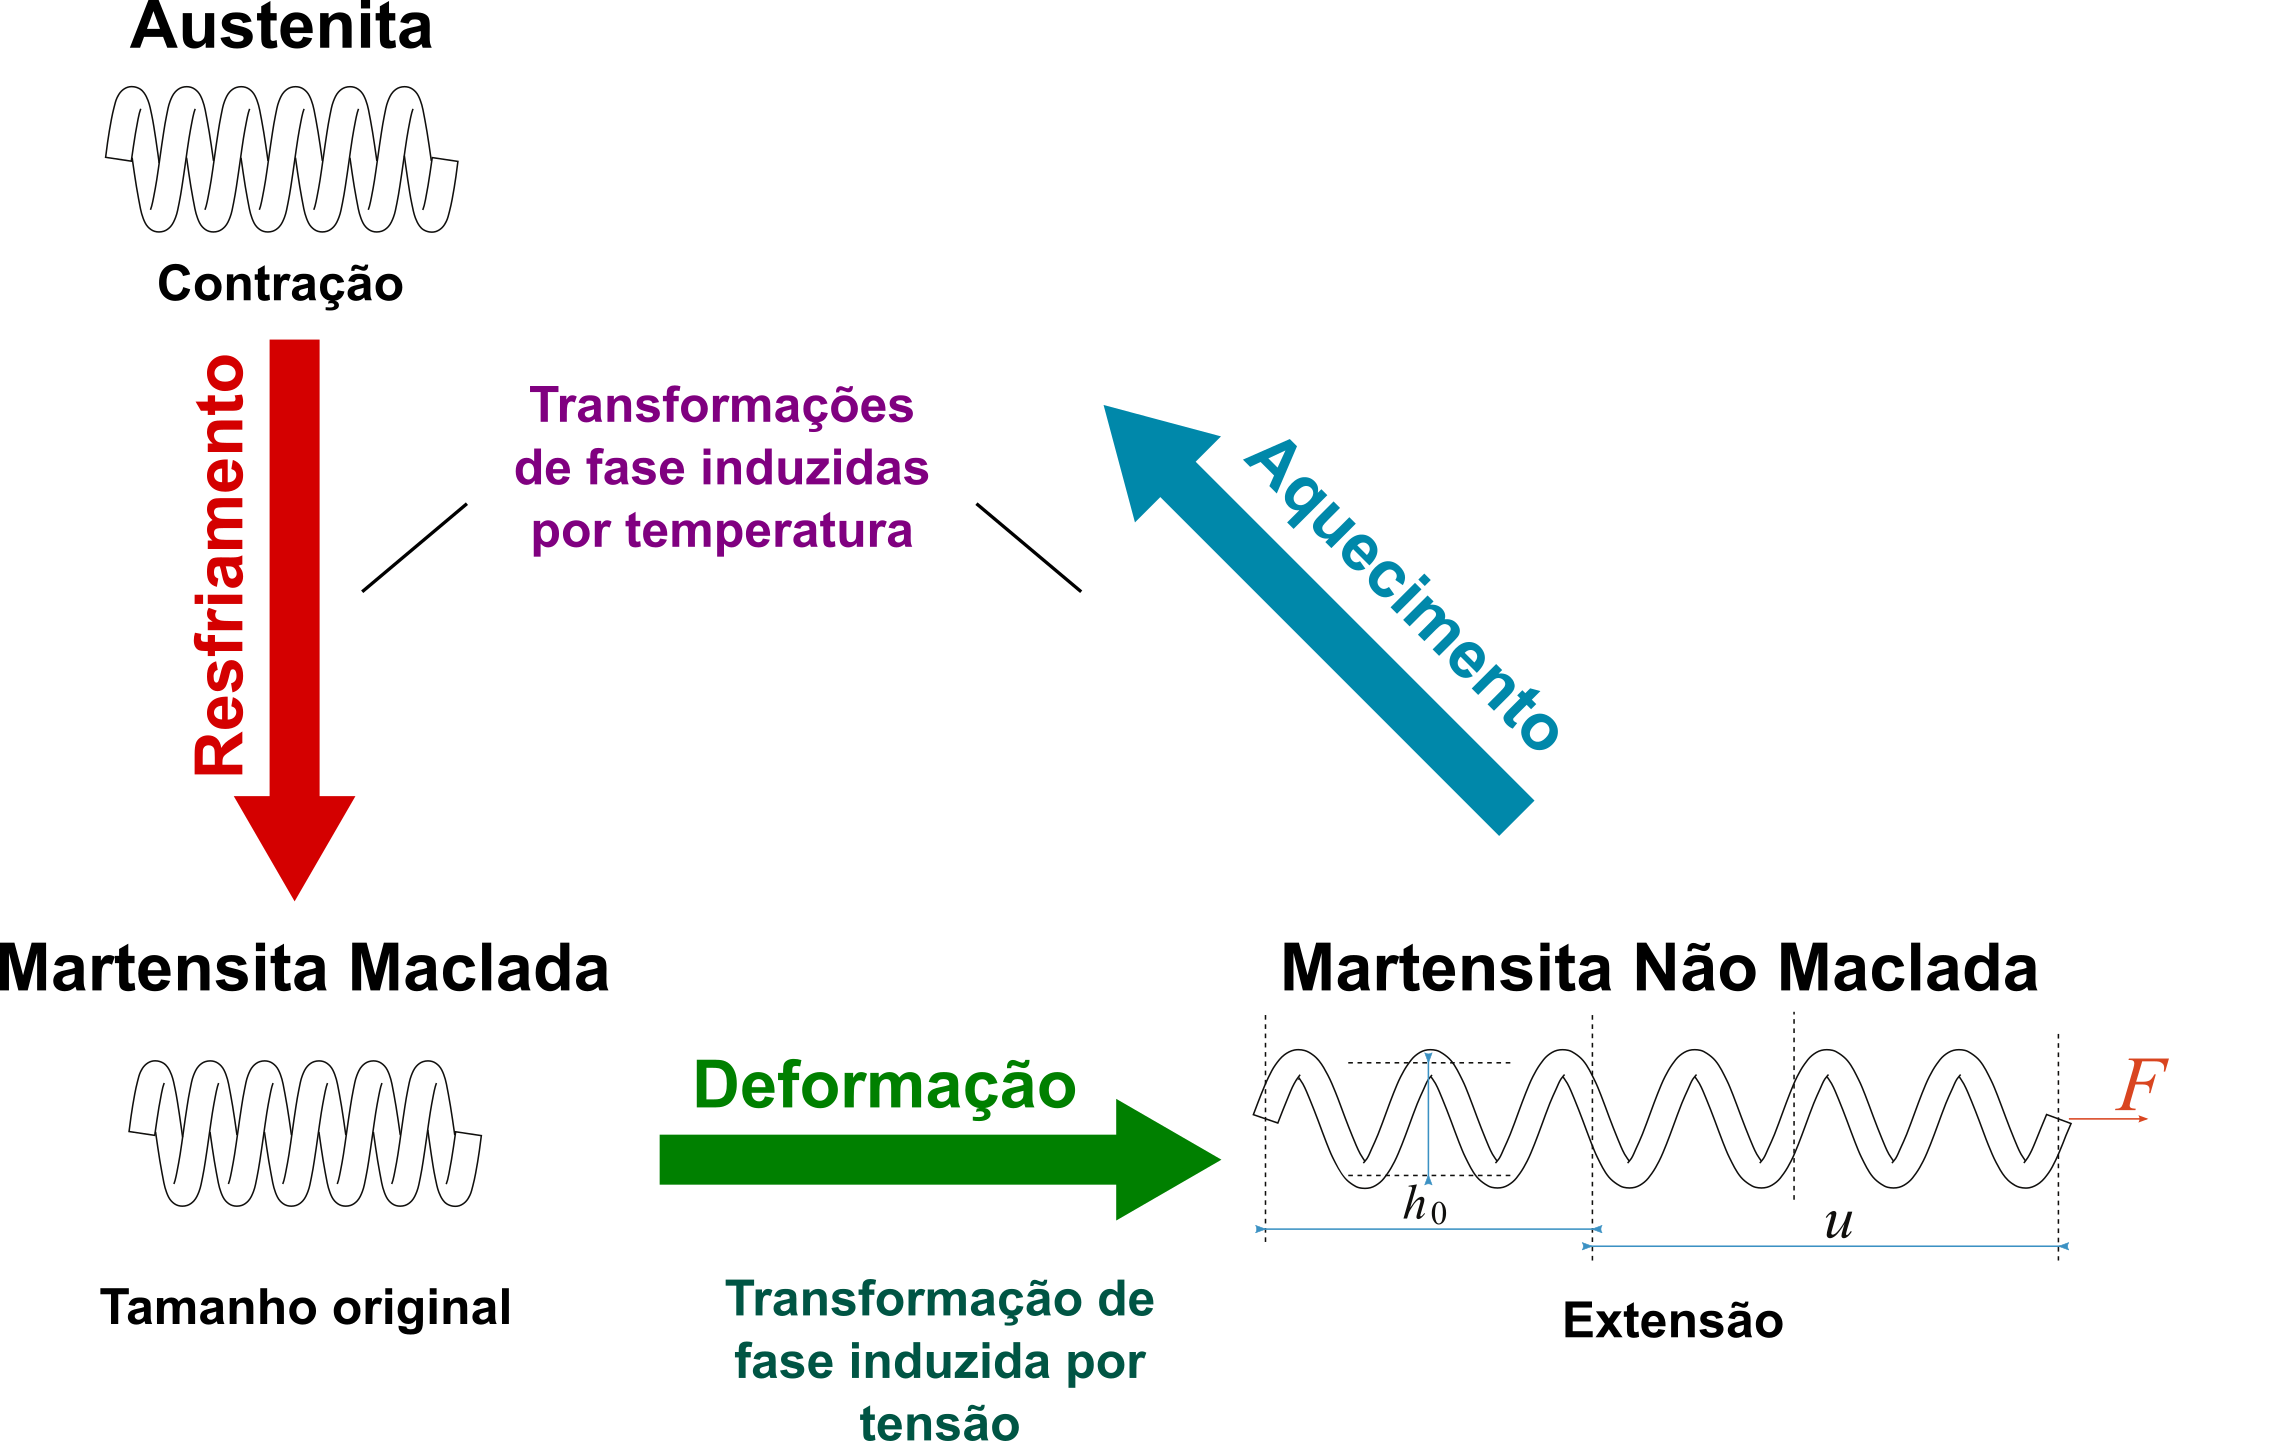 Austenita
Contração
Resfriamento
Transformações
de fase induzidas
por temperatura
Aquecimento
Martensita Maclada
Martensita Não Maclada
Deformação
F
h0
u
Tamanho original
Transformação de
fase induzida por
tensão
Extensão